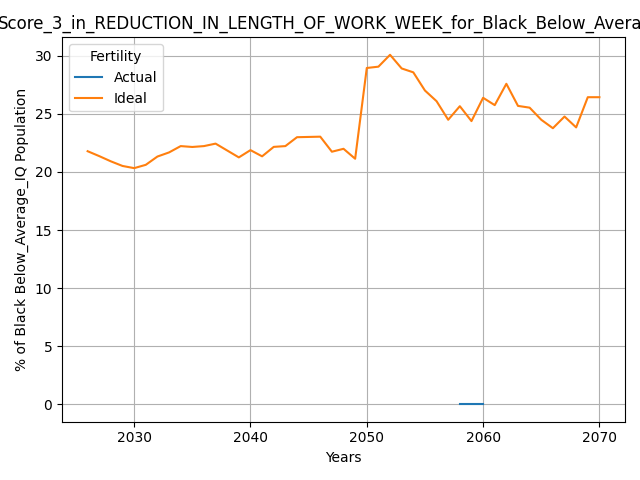 Score_3_in_REDUCTION_IN_LENGTH_OF_WORK_WEEK_for_Black_Below_Avera
Fertility
Actual
Ideal
% of Black Below_Average_IQ Population
30
25
20
15
10
5
0
2030 2040 2050 2060 2070
Years